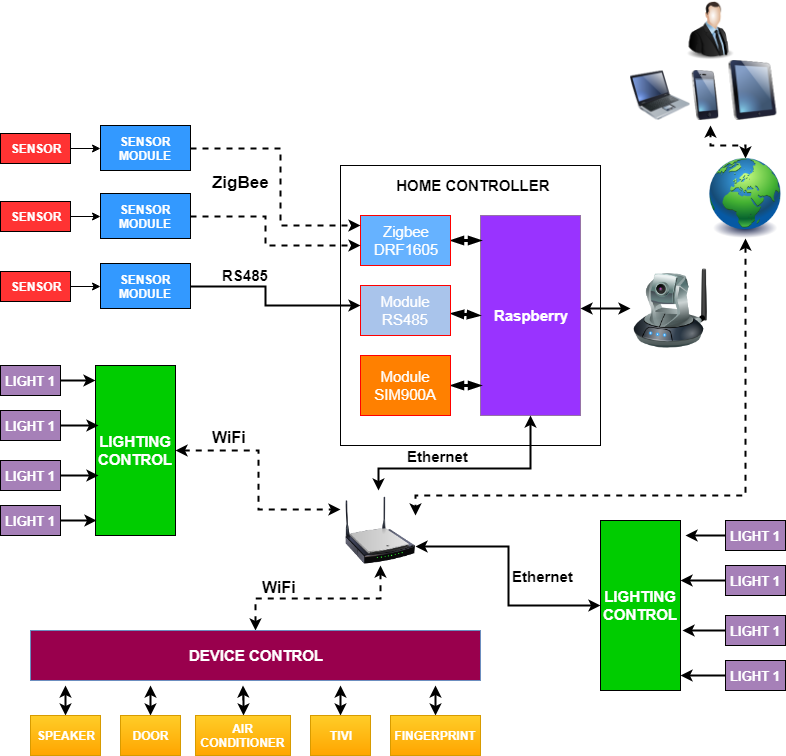 SENSOR
SENSOR
MODULE
ZigBee
SENSOR
SENSOR
MODULE
SENSOR
SENSOR
MODULE
RS485
HOME CONTROLLER
Zigbee
DRF1605
Module
RS485
Module
SIM900A
Raspberry
LIGHT 1
LIGHT 1
LIGHT 1
LIGHT 1
LIGHTING
CONTROL
WiFi
Ethernet
Ethernet
LIGHTING
CONTROL
LIGHT 1
LIGHT 1
LIGHT 1
LIGHT 1
WiFi
DEVICE CONTROL
SPEAKER
DOOR
AIR
CONDITIONER
TIVI
FINGERPRINT